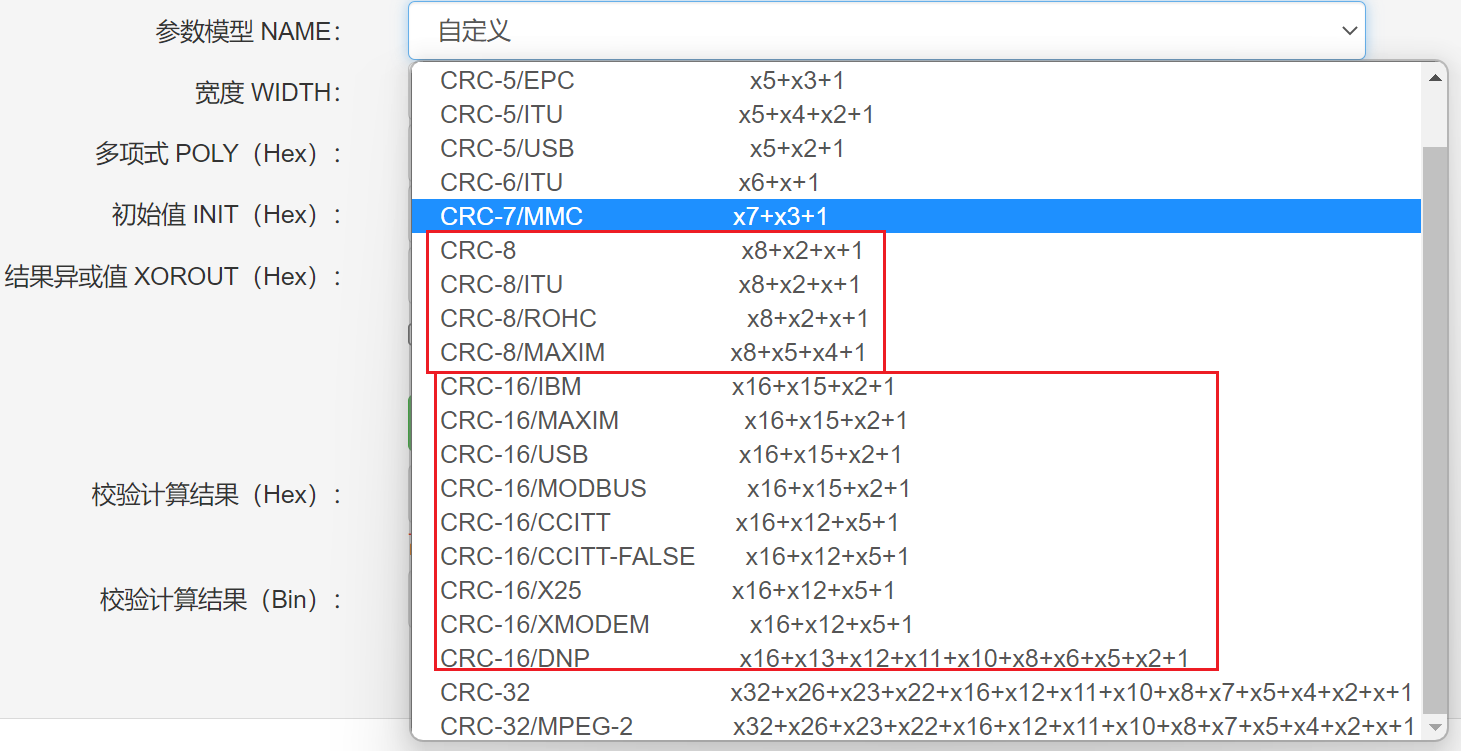 参数模型 NAME：
自定义
宽度 WIDTH：
多项式 POLY（Hex）：
初始值 INIT（Hex）：
结果异或值 XOROUT（Hex）：
校验计算结果（Hex）：
校验计算结果（Bin）：
CRC-5/EPC x5+x3+1
CRC-5/ITU x5+x4+x2+1
CRC-5/USB x5+x2+1
CRC-6/ITU x6+x+1
CRC-7/MMC x7+x3+1
CRC-8 x8+x2+x+1
CRC-8/ITU x8+x2+x+1
CRC-8/ROHC x8+x2+x+1
CRC-8/MAXIM x8+x5+x4+1
CRC-16/IBM x16+x15+x2+1
CRC-16/MAXIM x16+x15+x2+1
CRC-16/USB x16+x15+x2+1
CRC-16/MODBUS x16+x15+x2+1
CRC-16/CCITT x16+x12+x5+1
CRC-16/CCITT-FALSE x16+x12+x5+1
CRC-16/X25 x16+x12+x5+1
CRC-16/XMODEM x16+x12+x5+1
CRC-16/DNP x16+x13+x12+x11+x10+x8+x6+x5+x2+1
CRC-32 x32+x26+x23+x22+x16+x12+x11+x10+x8+x7+x5+x4+x2+x+1
CRC-32/MPEG-2 x32+x26+x23+x22+x16+x12+x11+x10+x8+x7+x5+x4+x2+x+1